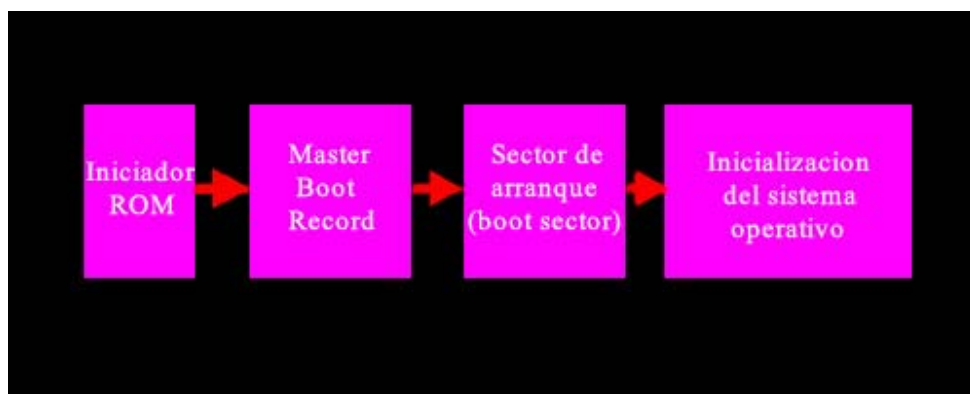 Iniciador
ROM
Master
Boot
Record
Sector de
arranque
(boot sector)
Inicializacion
del sistema
operativo